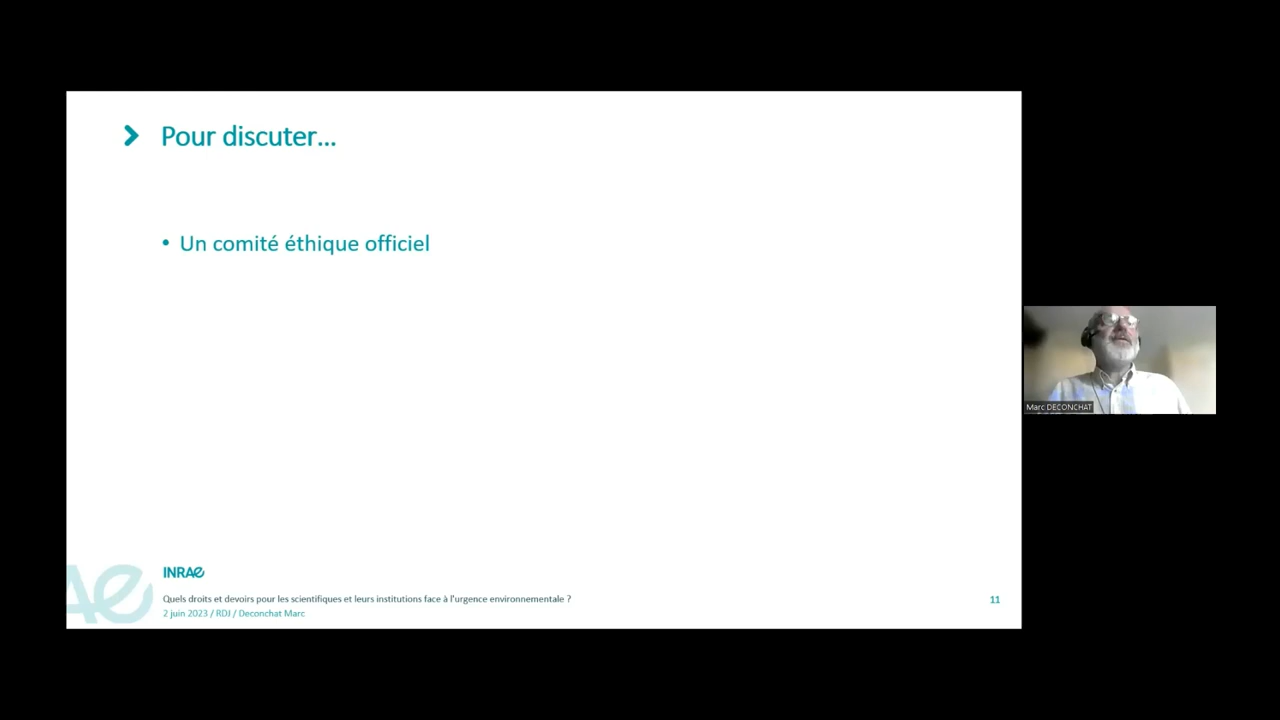 Pour discuter...
• Un comité éthique officiel
Marc DECONCHAT
INRAE
Quels droits et devoirs pour les scientifiques et leurs institutions face à l'urgence environnementale ?
2 juin 2023 / RDJ / Deconchat Marc
11